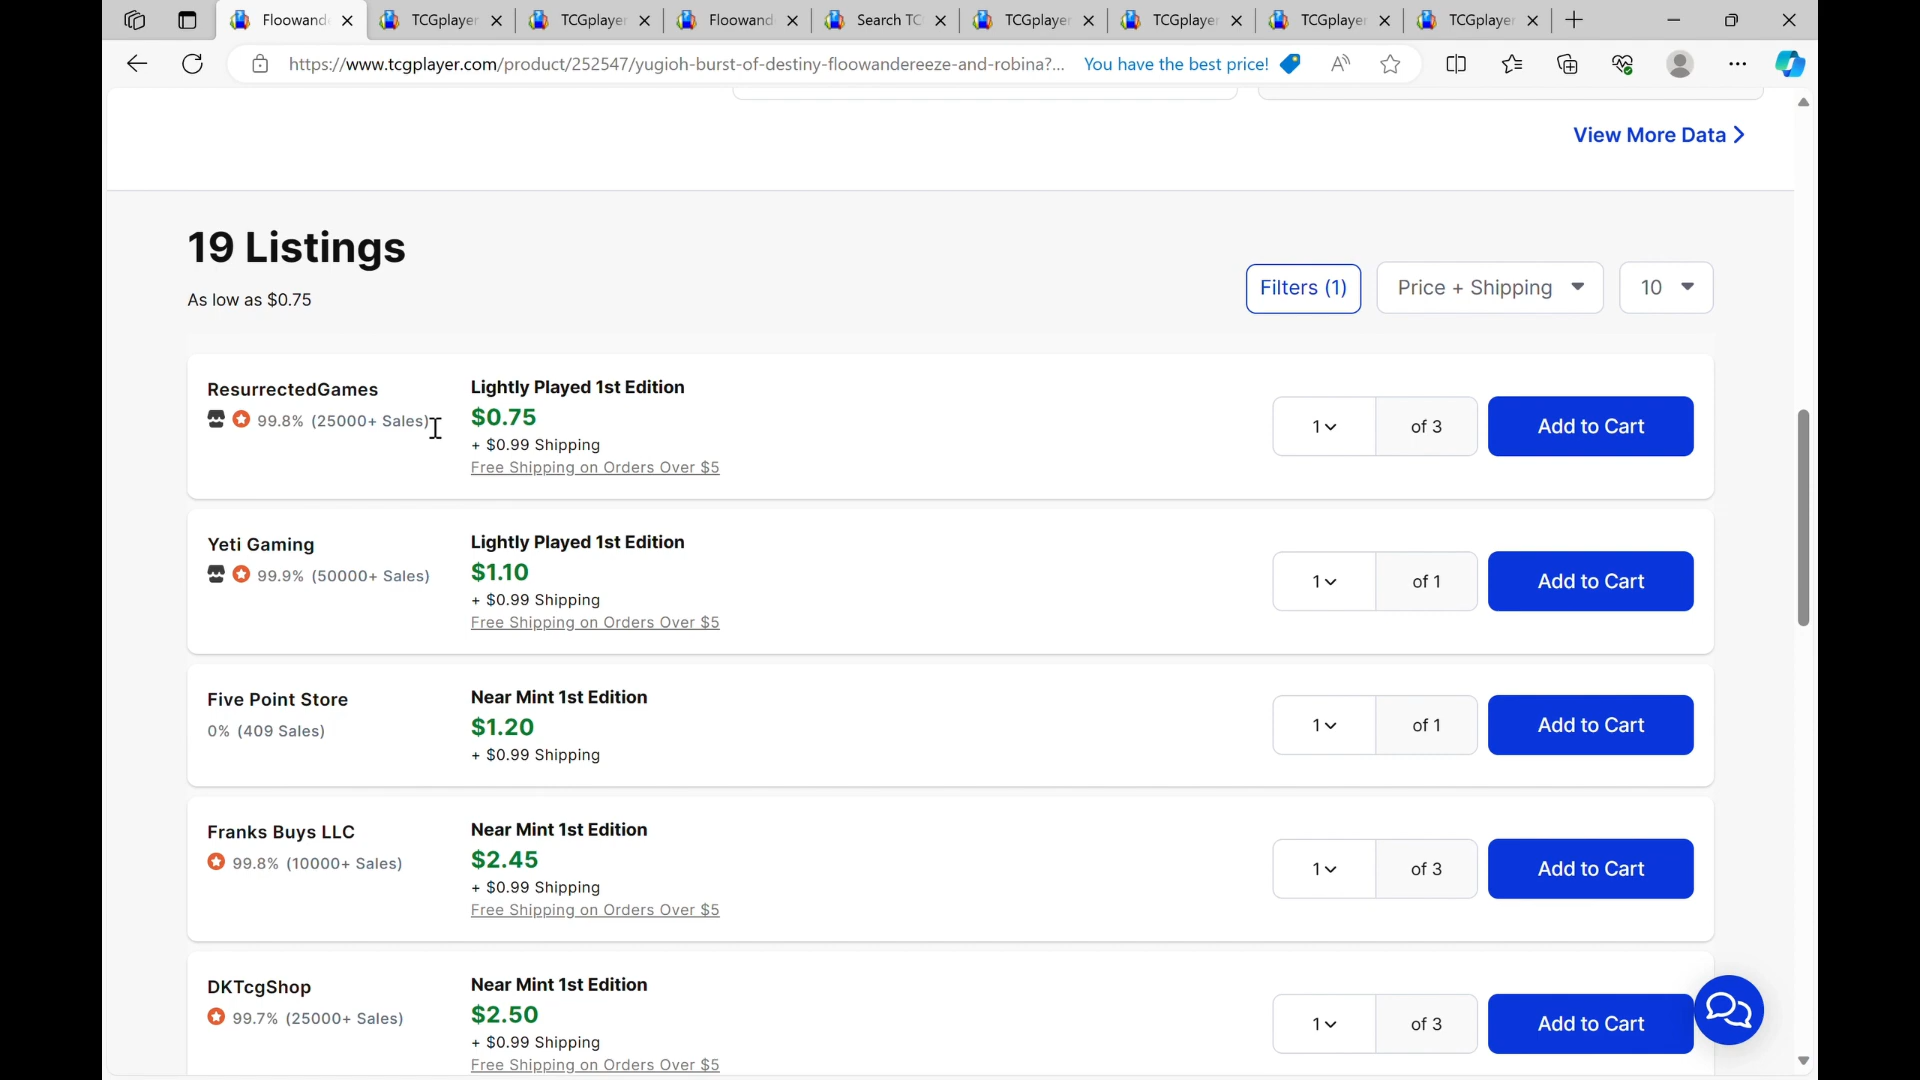 Floowand
TCGplayer
TCGplayer
Floowand
Search TC
TCGplayer
TCGplayer
TCGplayer
TCGplayer
https://www.tcgplayer.com/product/252547/yugioh-burst-of-destiny-floowandereeze-and-robina?... You have the best price!
View More Data
19 Listings
As low as $0.75
Filters (1)
Price + Shipping
10
ResurrectedGames
99.8% (25000+ Sales)
Lightly Played 1st Edition
$0.75
+ $0.99 Shipping
Free Shipping on Orders Over $5
1
of 3
Add to Cart
Yeti Gaming
99.9% (50000+ Sales)
Lightly Played 1st Edition
$1.10
+ $0.99 Shipping
Free Shipping on Orders Over $5
1
of 1
Add to Cart
Five Point Store
0% (409 Sales)
Near Mint 1st Edition
$1.20
+ $0.99 Shipping
1
of 1
Add to Cart
Franks Buys LLC
99.8% (10000+ Sales)
Near Mint 1st Edition
$2.45
+ $0.99 Shipping
Free Shipping on Orders Over $5
1
of 3
Add to Cart
DKTcgShop
99.7% (25000+ Sales)
Near Mint 1st Edition
$2.50
+ $0.99 Shipping
Free Shipping on Orders Over $5
1
of 3
Add to Cart